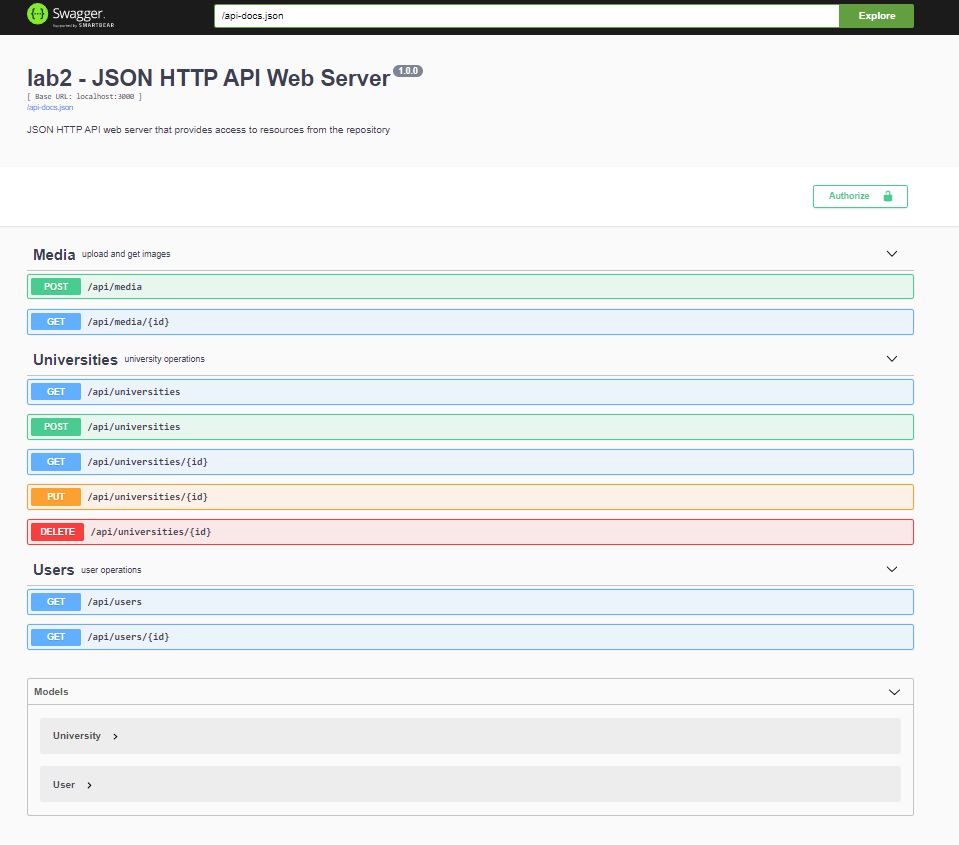 Swagger.
Supported by SMARTBEAR
/api-docs.json
Explore
lab2 - JSON HTTP API Web Server 1.0.0
[ Base URL: localhost:3000 ]
/api-docs.json
JSON HTTP API web server that provides access to resources from the repository
Authorize
Media upload and get images
POST /api/media
GET /api/media/{id}
Universities university operations
GET /api/universities
POST /api/universities
GET /api/universities/{id}
PUT /api/universities/{id}
DELETE /api/universities/{id}
Users user operations
GET /api/users
GET /api/users/{id}
Models
University
User